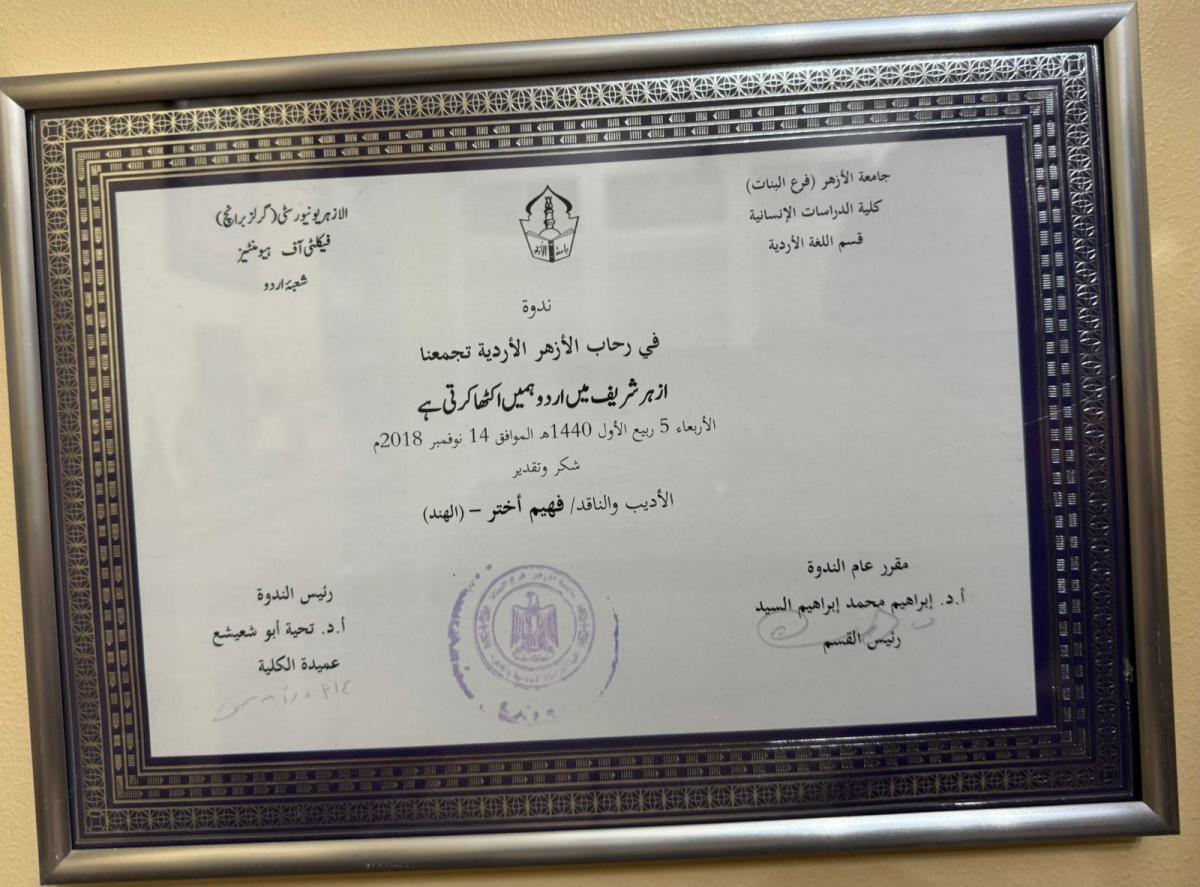 جامعة الأزهر (فرع البنات)
كلية الدراسات الإنسانية
قسم اللغة الأردية
الازہر یونیورسٹی (گرلز برانچ)
فیکلٹی آف ہیومنٹیز
شعبۂ اردو
جامعة الأزهر
ندوة
في رحاب الأزهر الأردية تجمعنا
ازہر شریف میں اردو ہمیں اکٹھا کرتی ہے
الأربعاء 5 ربيع الأول 1440هـ الموافق 14 نوفمبر 2018م
شكر وتقدير
الأديب والناقد/ فهيم أختر – (الهند)
مقرر عام الندوة
أ.د. إبراهيم محمد إبراهيم السيد
رئيس القسم
رئيس الندوة
أ.د. تحية أبو شعيشع
عميدة الكلية